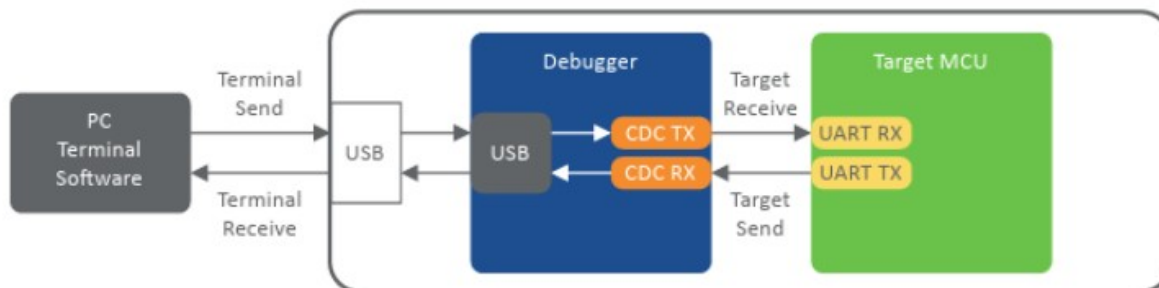 Debugger
Target MCU
Terminal
Send
Target
Receive
PC
Terminal
Software
USB
USB
CDC TX
UART RX
CDC RX
UART TX
Terminal
Receive
Target
Send